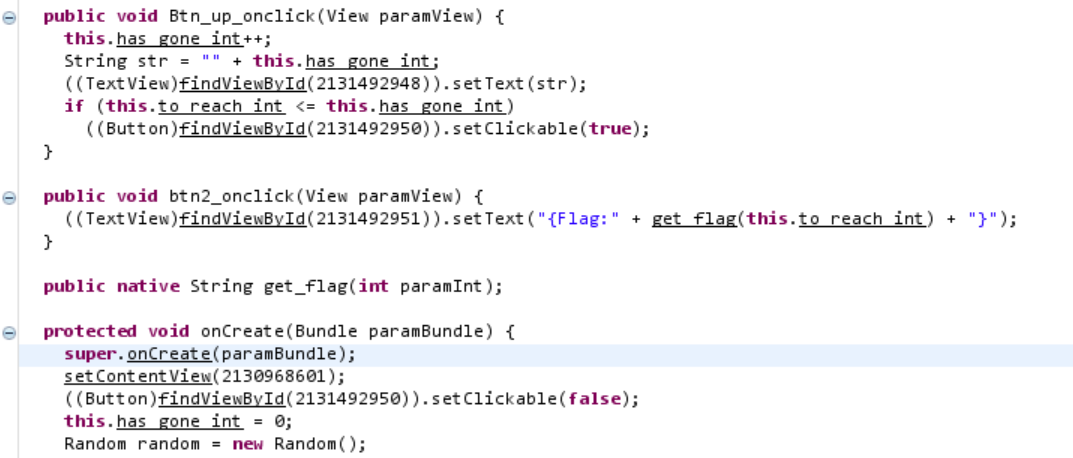 public void Btn_up_onclick(View paramView) {
this.has_gone_int++;
String str = "" + this.has_gone_int;
((TextView)findViewById(2131492948)).setText(str);
if (this.to_reach_int <= this.has_gone_int)
((Button)findViewById(2131492950)).setClickable(true);
}
public void btn2_onclick(View paramView) {
((TextView)findViewById(2131492951)).setText("{Flag:" + get_flag(this.to_reach_int) + "}");
}
public native String get_flag(int paramInt);
protected void onCreate(Bundle paramBundle) {
super.onCreate(paramBundle);
setContentView(2130968601);
((Button)findViewById(2131492950)).setClickable(false);
this.has_gone_int = 0;
Random random = new Random();